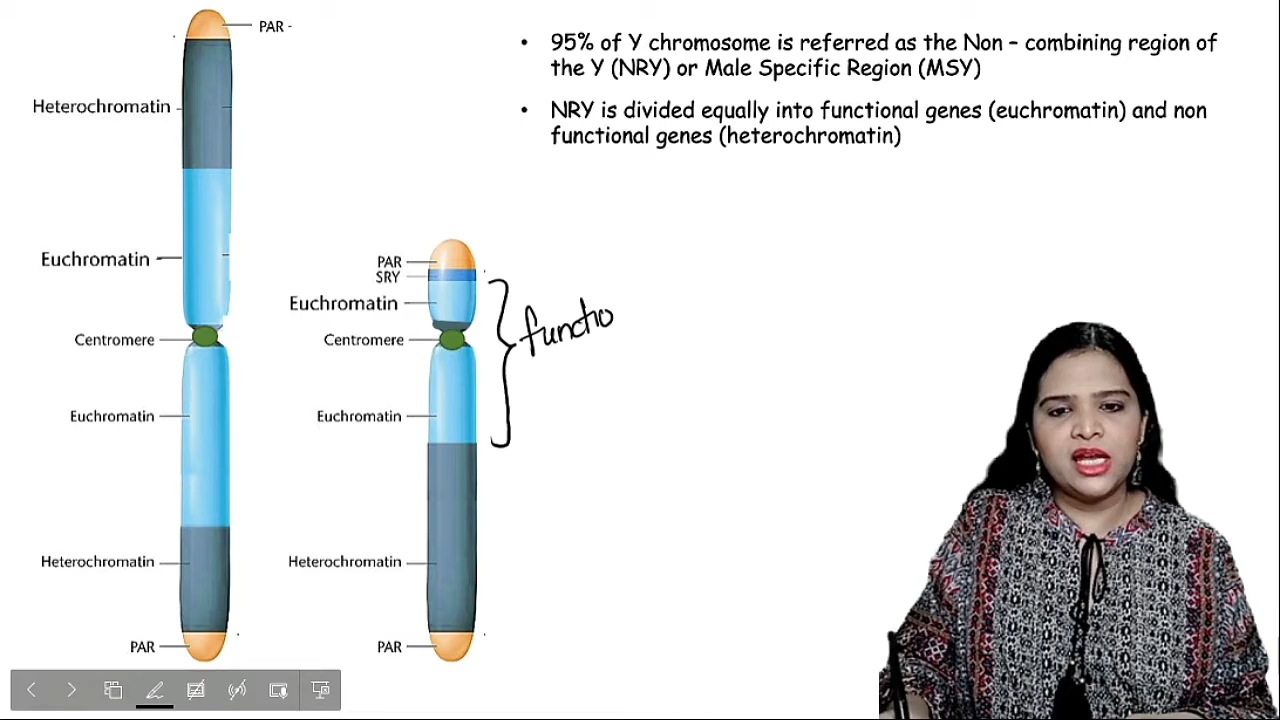 PAR -
Heterochromatin
Euchromatin
Centromere
Euchromatin
Heterochromatin
PAR
PAR
SRY
Euchromatin
Centromere
Euchromatin
Heterochromatin
PAR
functio
• 95% of Y chromosome is referred as the Non – combining region of
the Y (NRY) or Male Specific Region (MSY)
• NRY is divided equally into functional genes (euchromatin) and non
functional genes (heterochromatin)